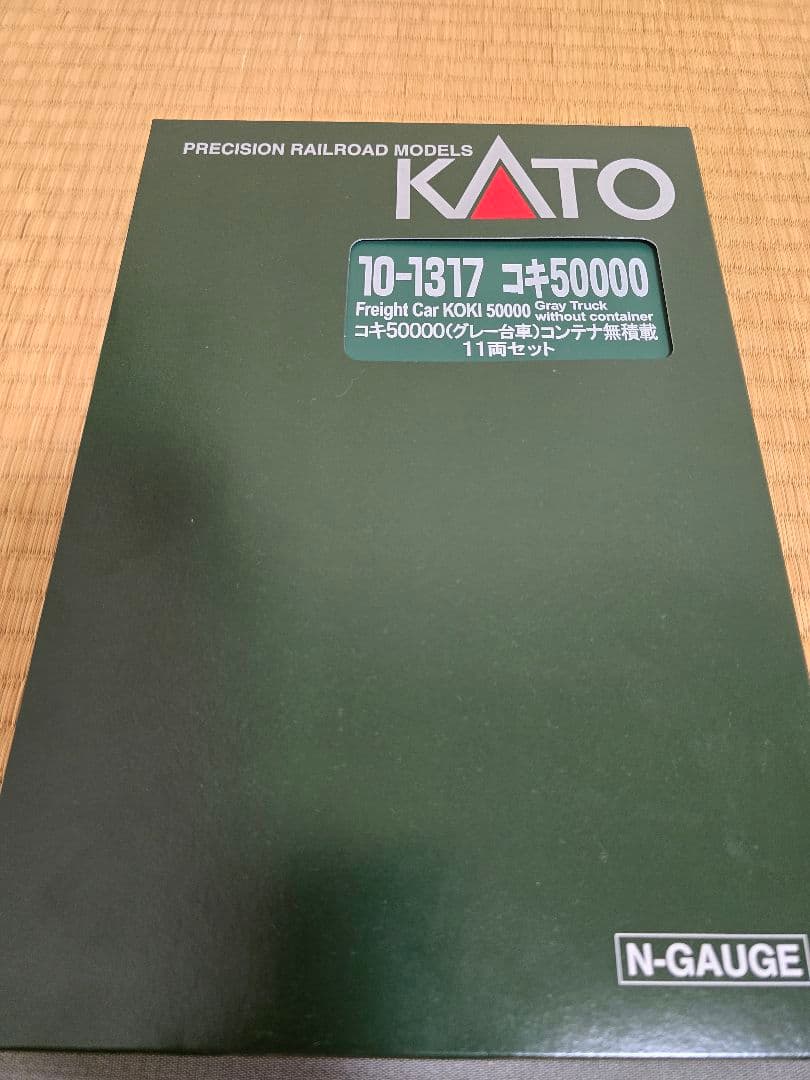 PRECISION RAILROAD MODELS
KATO
10-1317 コキ50000
Freight Car KOKI 50000 Gray Truck without container
コキ50000(グレー台車)コンテナ無積載
11両セット
N-GAUGE